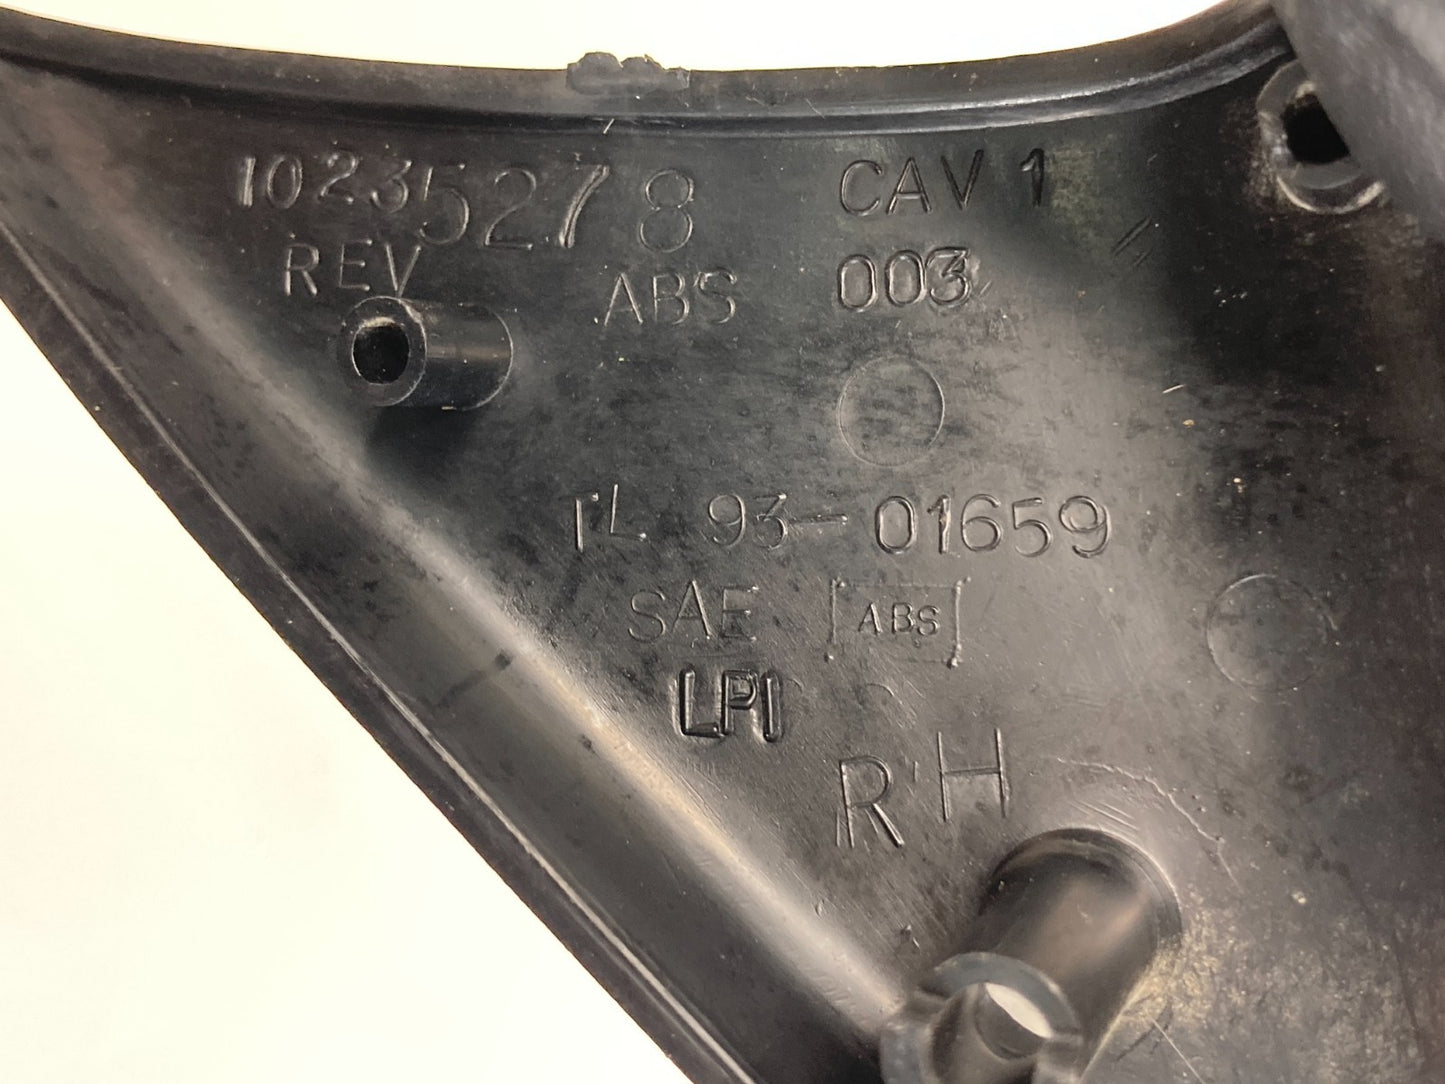 10235278 CAV 1
REV ABS 003
TL 93-01659
SAE ABS
LPI
RH